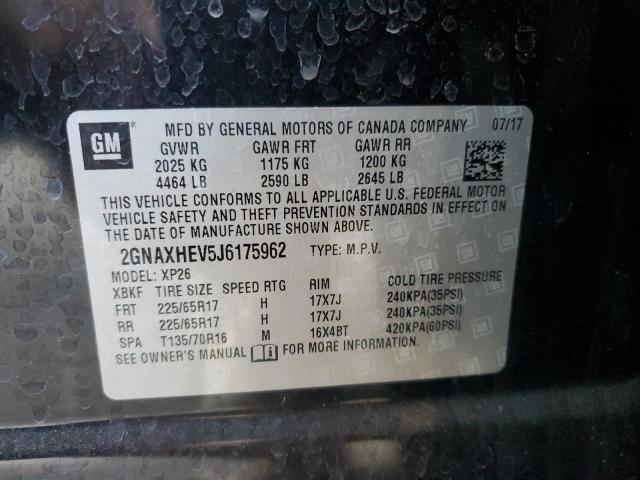 GM
MFD BY GENERAL MOTORS OF CANADA COMPANY 07/17
GVWR GAWR FRT GAWR RR
2025 KG 1175 KG 1200 KG
4464 LB 2590 LB 2645 LB
THIS VEHICLE CONFORMS TO ALL APPLICABLE U.S. FEDERAL MOTOR
VEHICLE SAFETY AND THEFT PREVENTION STANDARDS IN EFFECT ON
THE DATE OF MANUFACTURE SHOWN ABOVE.
2GNAXHEV5J6175962 TYPE: M.P.V.
MODEL: XP26
XBKF TIRE SIZE SPEED RTG RIM COLD TIRE PRESSURE
FRT 225/65R17 H 17X7J 240KPA(35PSI)
RR 225/65R17 H 17X7J 240KPA(35PSI)
SPA T135/70R16 M 16X4BT 420KPA(60PSI)
SEE OWNER'S MANUAL FOR MORE INFORMATION.